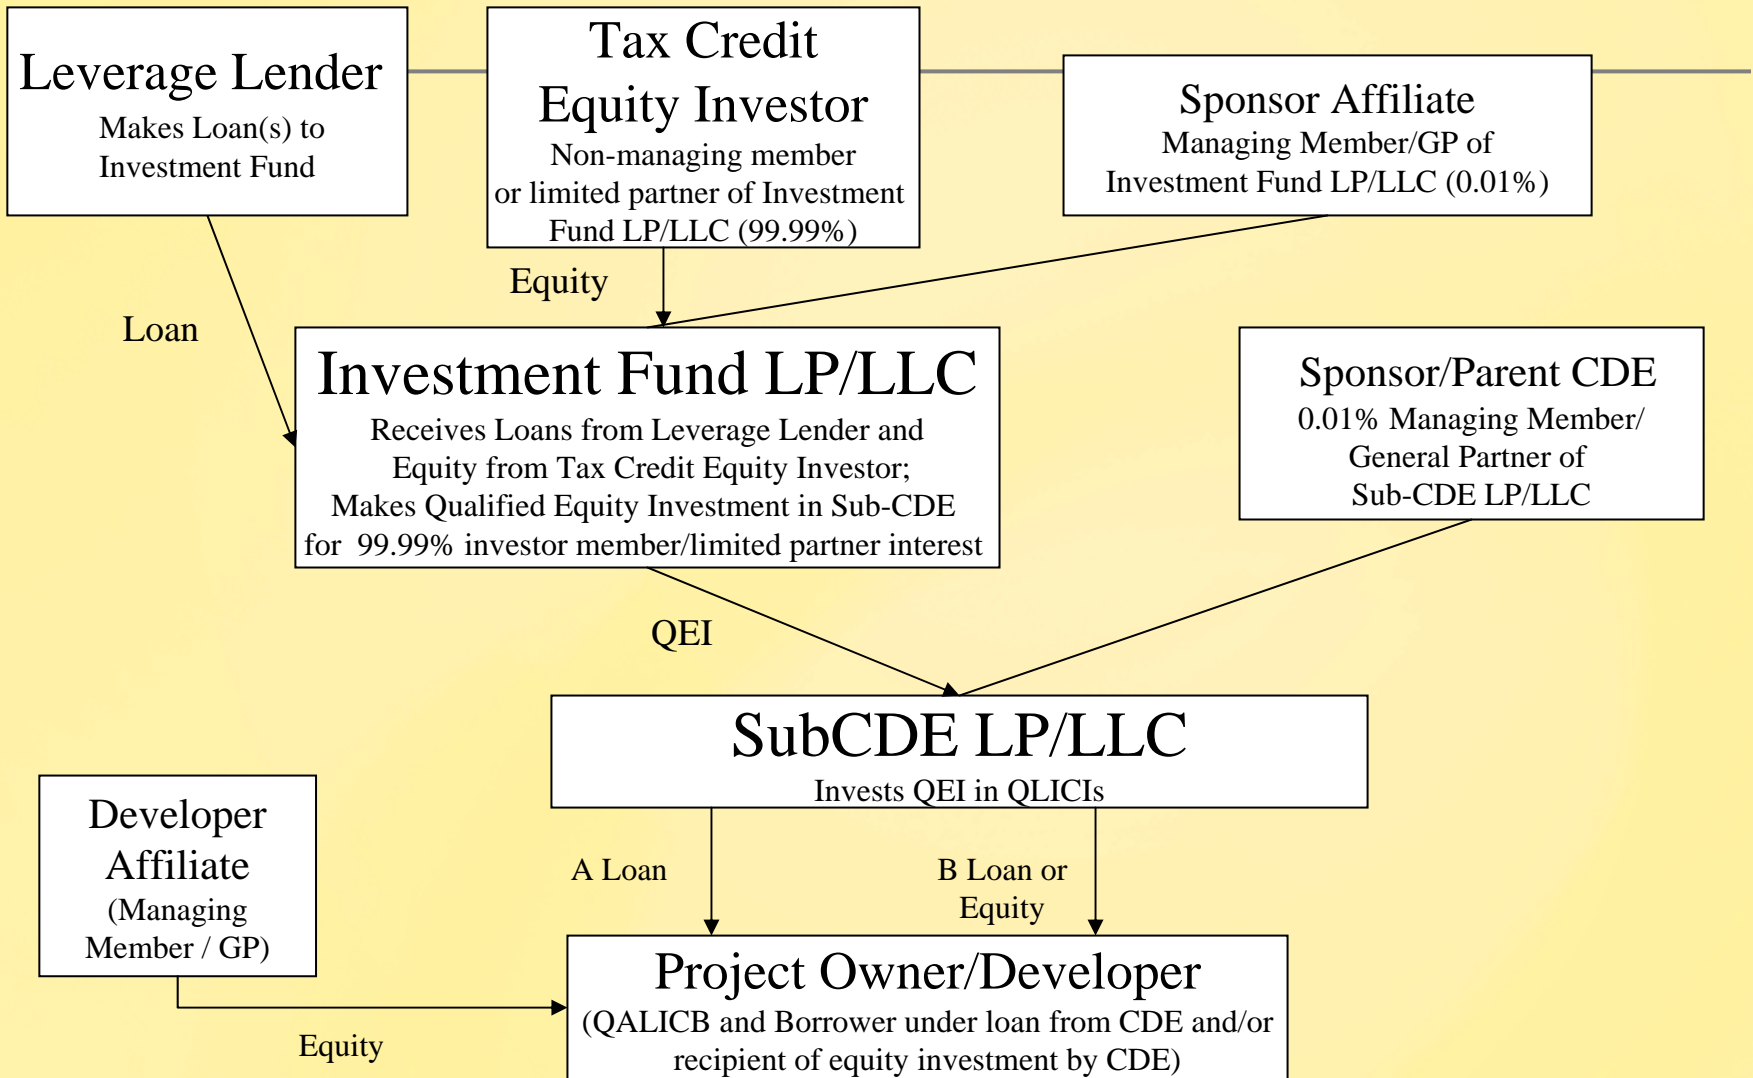 Leverage Lender
Makes Loan(s) to
Investment Fund
Tax Credit
Equity Investor
Non-managing member
or limited partner of Investment
Fund LP/LLC (99.99%)
Sponsor Affiliate
Managing Member/GP of
Investment Fund LP/LLC (0.01%)
Equity
Loan
Investment Fund LP/LLC
Receives Loans from Leverage Lender and
Equity from Tax Credit Equity Investor;
Makes Qualified Equity Investment in Sub-CDE
for 99.99% investor member/limited partner interest
Sponsor/Parent CDE
0.01% Managing Member/
General Partner of
Sub-CDE LP/LLC
QEI
SubCDE LP/LLC
Invests QEI in QLICIs
Developer
Affiliate
(Managing
Member / GP)
A Loan
B Loan or
Equity
Project Owner/Developer
(QALICB and Borrower under loan from CDE and/or
recipient of equity investment by CDE)
Equity